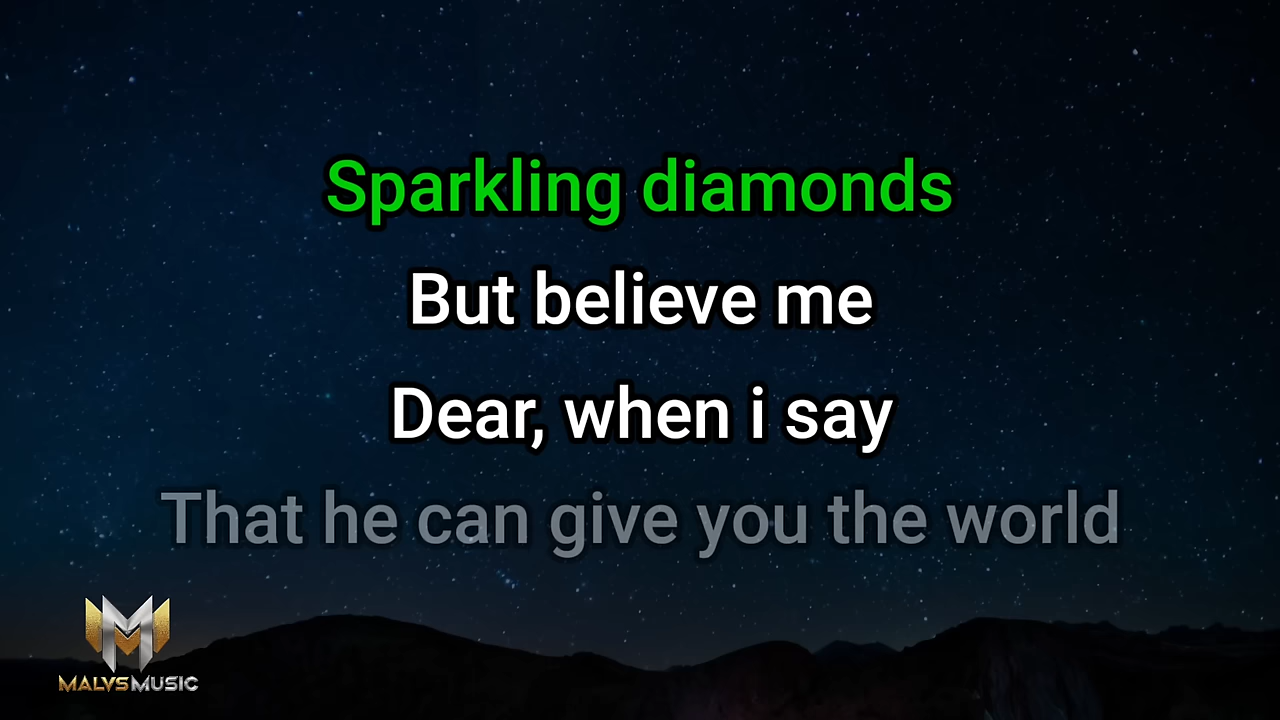 Sparkling diamonds
But believe me
Dear, when i say
That he can give you the world
MALVSMUSIC